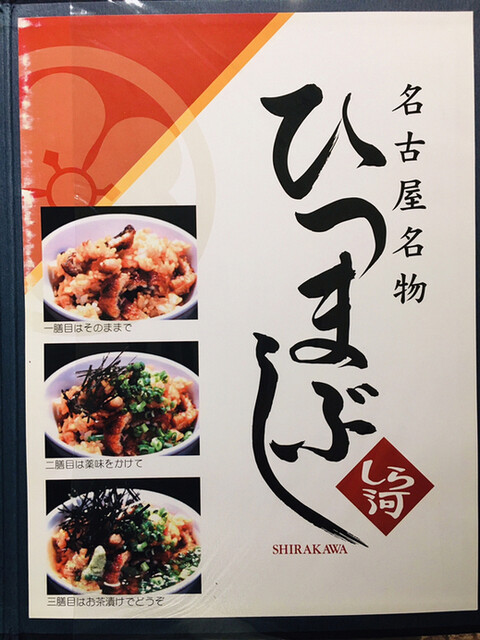 名古屋名物
ひつまぶし
しら河
SHIRAKAWA
一膳目はそのままで
二膳目は薬味をかけて
三膳目はお茶漬けでどうぞ